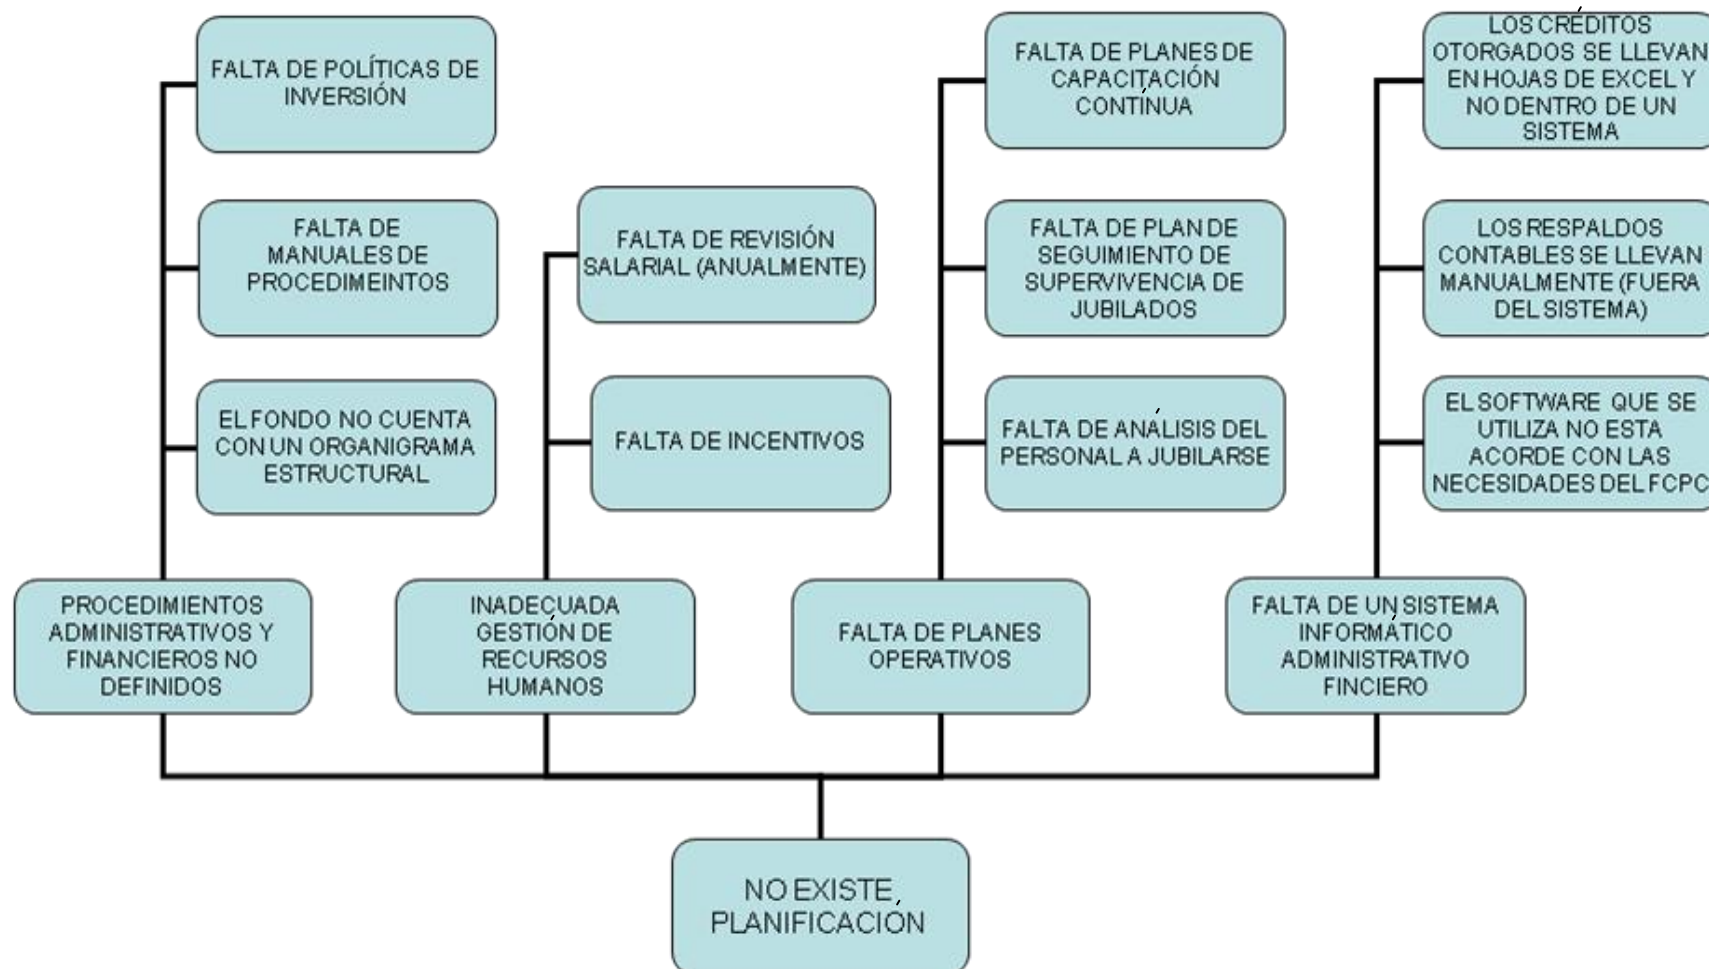 FALTA DE POLÍTICAS DE
INVERSIÓN
FALTA DE
MANUALES DE
PROCEDIMEINTOS
EL FONDO NO CUENTA
CON UN ORGANIGRAMA
ESTRUCTURAL
PROCEDIMIENTOS
ADMINISTRATIVOS Y
FINANCIEROS NO
DEFINIDOS
FALTA DE REVISIÓN
SALARIAL (ANUALMENTE)
FALTA DE INCENTIVOS
INADECUADA
GESTIÓN DE
RECURSOS
HUMANOS
FALTA DE PLANES DE
CAPACITACIÓN
CONTÍNUA
FALTA DE PLAN DE
SEGUIMIENTO DE
SUPERVIVENCIA DE
JUBILADOS
FALTA DE ANÁLISIS DEL
PERSONAL A JUBILARSE
FALTA DE PLANES
OPERATIVOS
LOS CRÉDITOS
OTORGADOS SE LLEVAN
EN HOJAS DE EXCEL Y
NO DENTRO DE UN
SISTEMA
LOS RESPALDOS
CONTABLES SE LLEVAN
MANUALMENTE (FUERA
DEL SISTEMA)
EL SOFTWARE QUE SE
UTILIZA NO ESTA
ACORDE CON LAS
NECESIDADES DEL FCPC
FALTA DE UN SISTEMA
INFORMÁTICO
ADMINISTRATIVO
FINCIERO
NO EXISTE
PLANIFICACIÓN